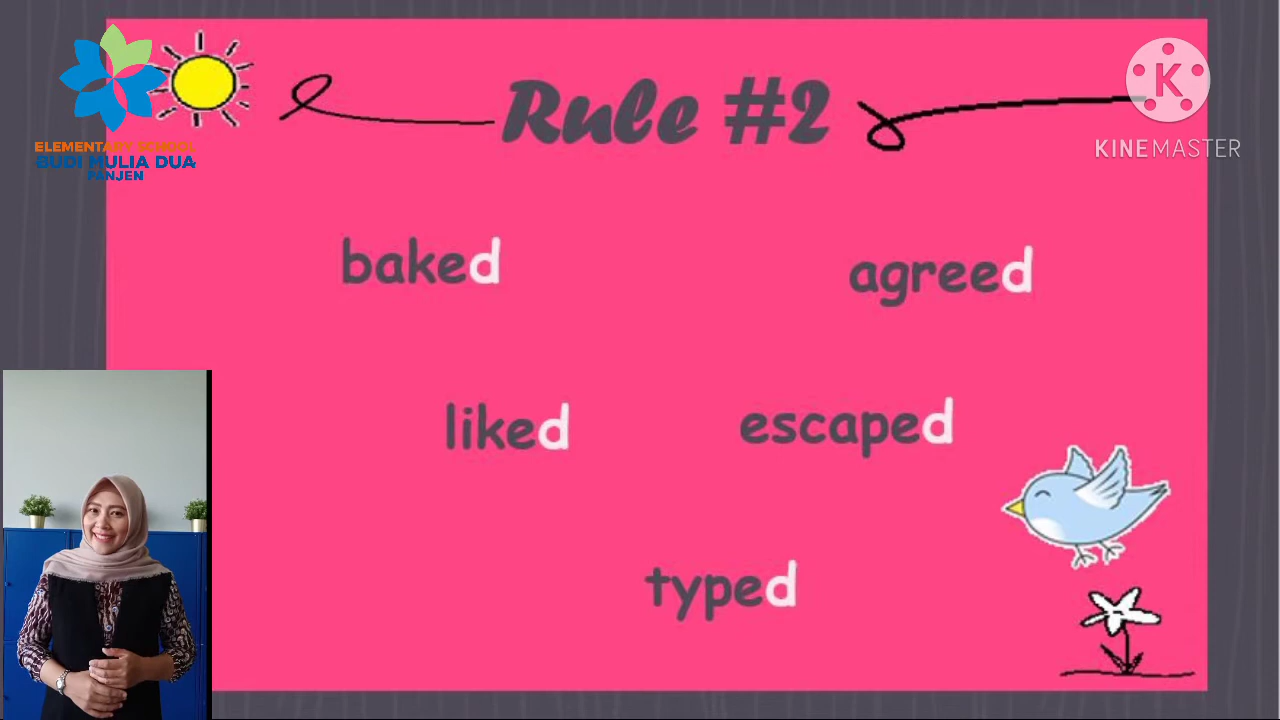 Rule #2
ELEMENTARY SCHOOL
BUDI MULIA DUA
PANJEN
K
KINEMASTER
baked
agreed
liked
escaped
typed